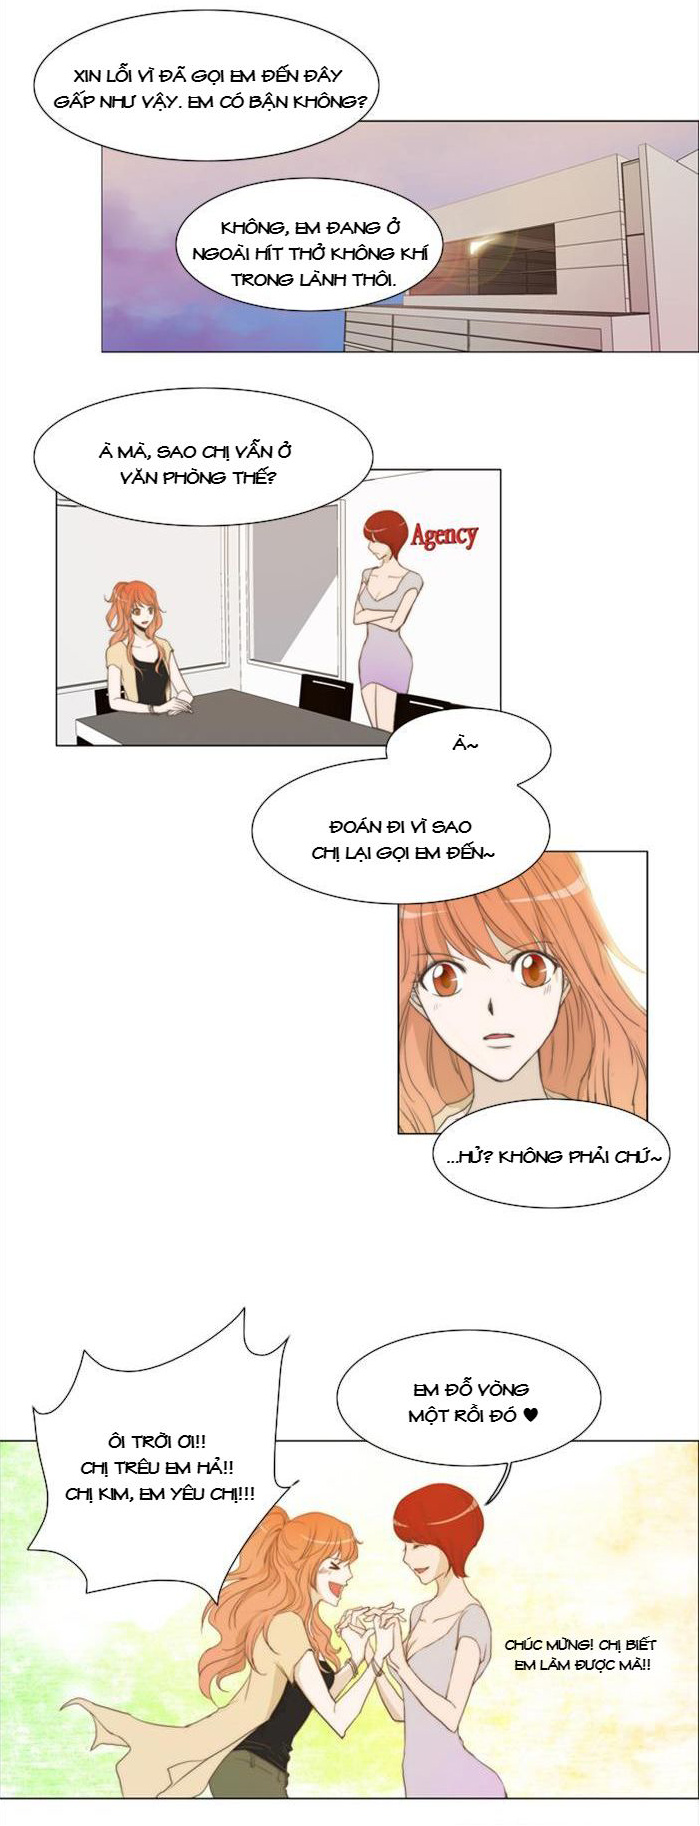 XIN LỖI VÌ ĐÃ GỌI EM ĐẾN ĐÂY
GẤP NHƯ VẬY. EM CÓ BẬN KHÔNG?
KHÔNG, EM ĐANG Ở
NGOÀI HÍT THỞ KHÔNG KHÍ
TRONG LÀNH THÔI.
À MÀ, SAO CHỊ VẪN Ở
VĂN PHÒNG THẾ?
Agency
À~
ĐOÁN ĐI VÌ SAO
CHỊ LẠI GỌI EM ĐẾN~
...HỬ? KHÔNG PHẢI CHỨ~
EM ĐỖ VÒNG
MỘT RỒI ĐÓ ♥
ÔI TRỜI ƠI!!
CHỊ TRÊU EM HẢ!!
CHỊ KIM, EM YÊU CHỊ!!!
CHÚC MỪNG! CHỊ BIẾT
EM LÀM ĐƯỢC MÀ!!